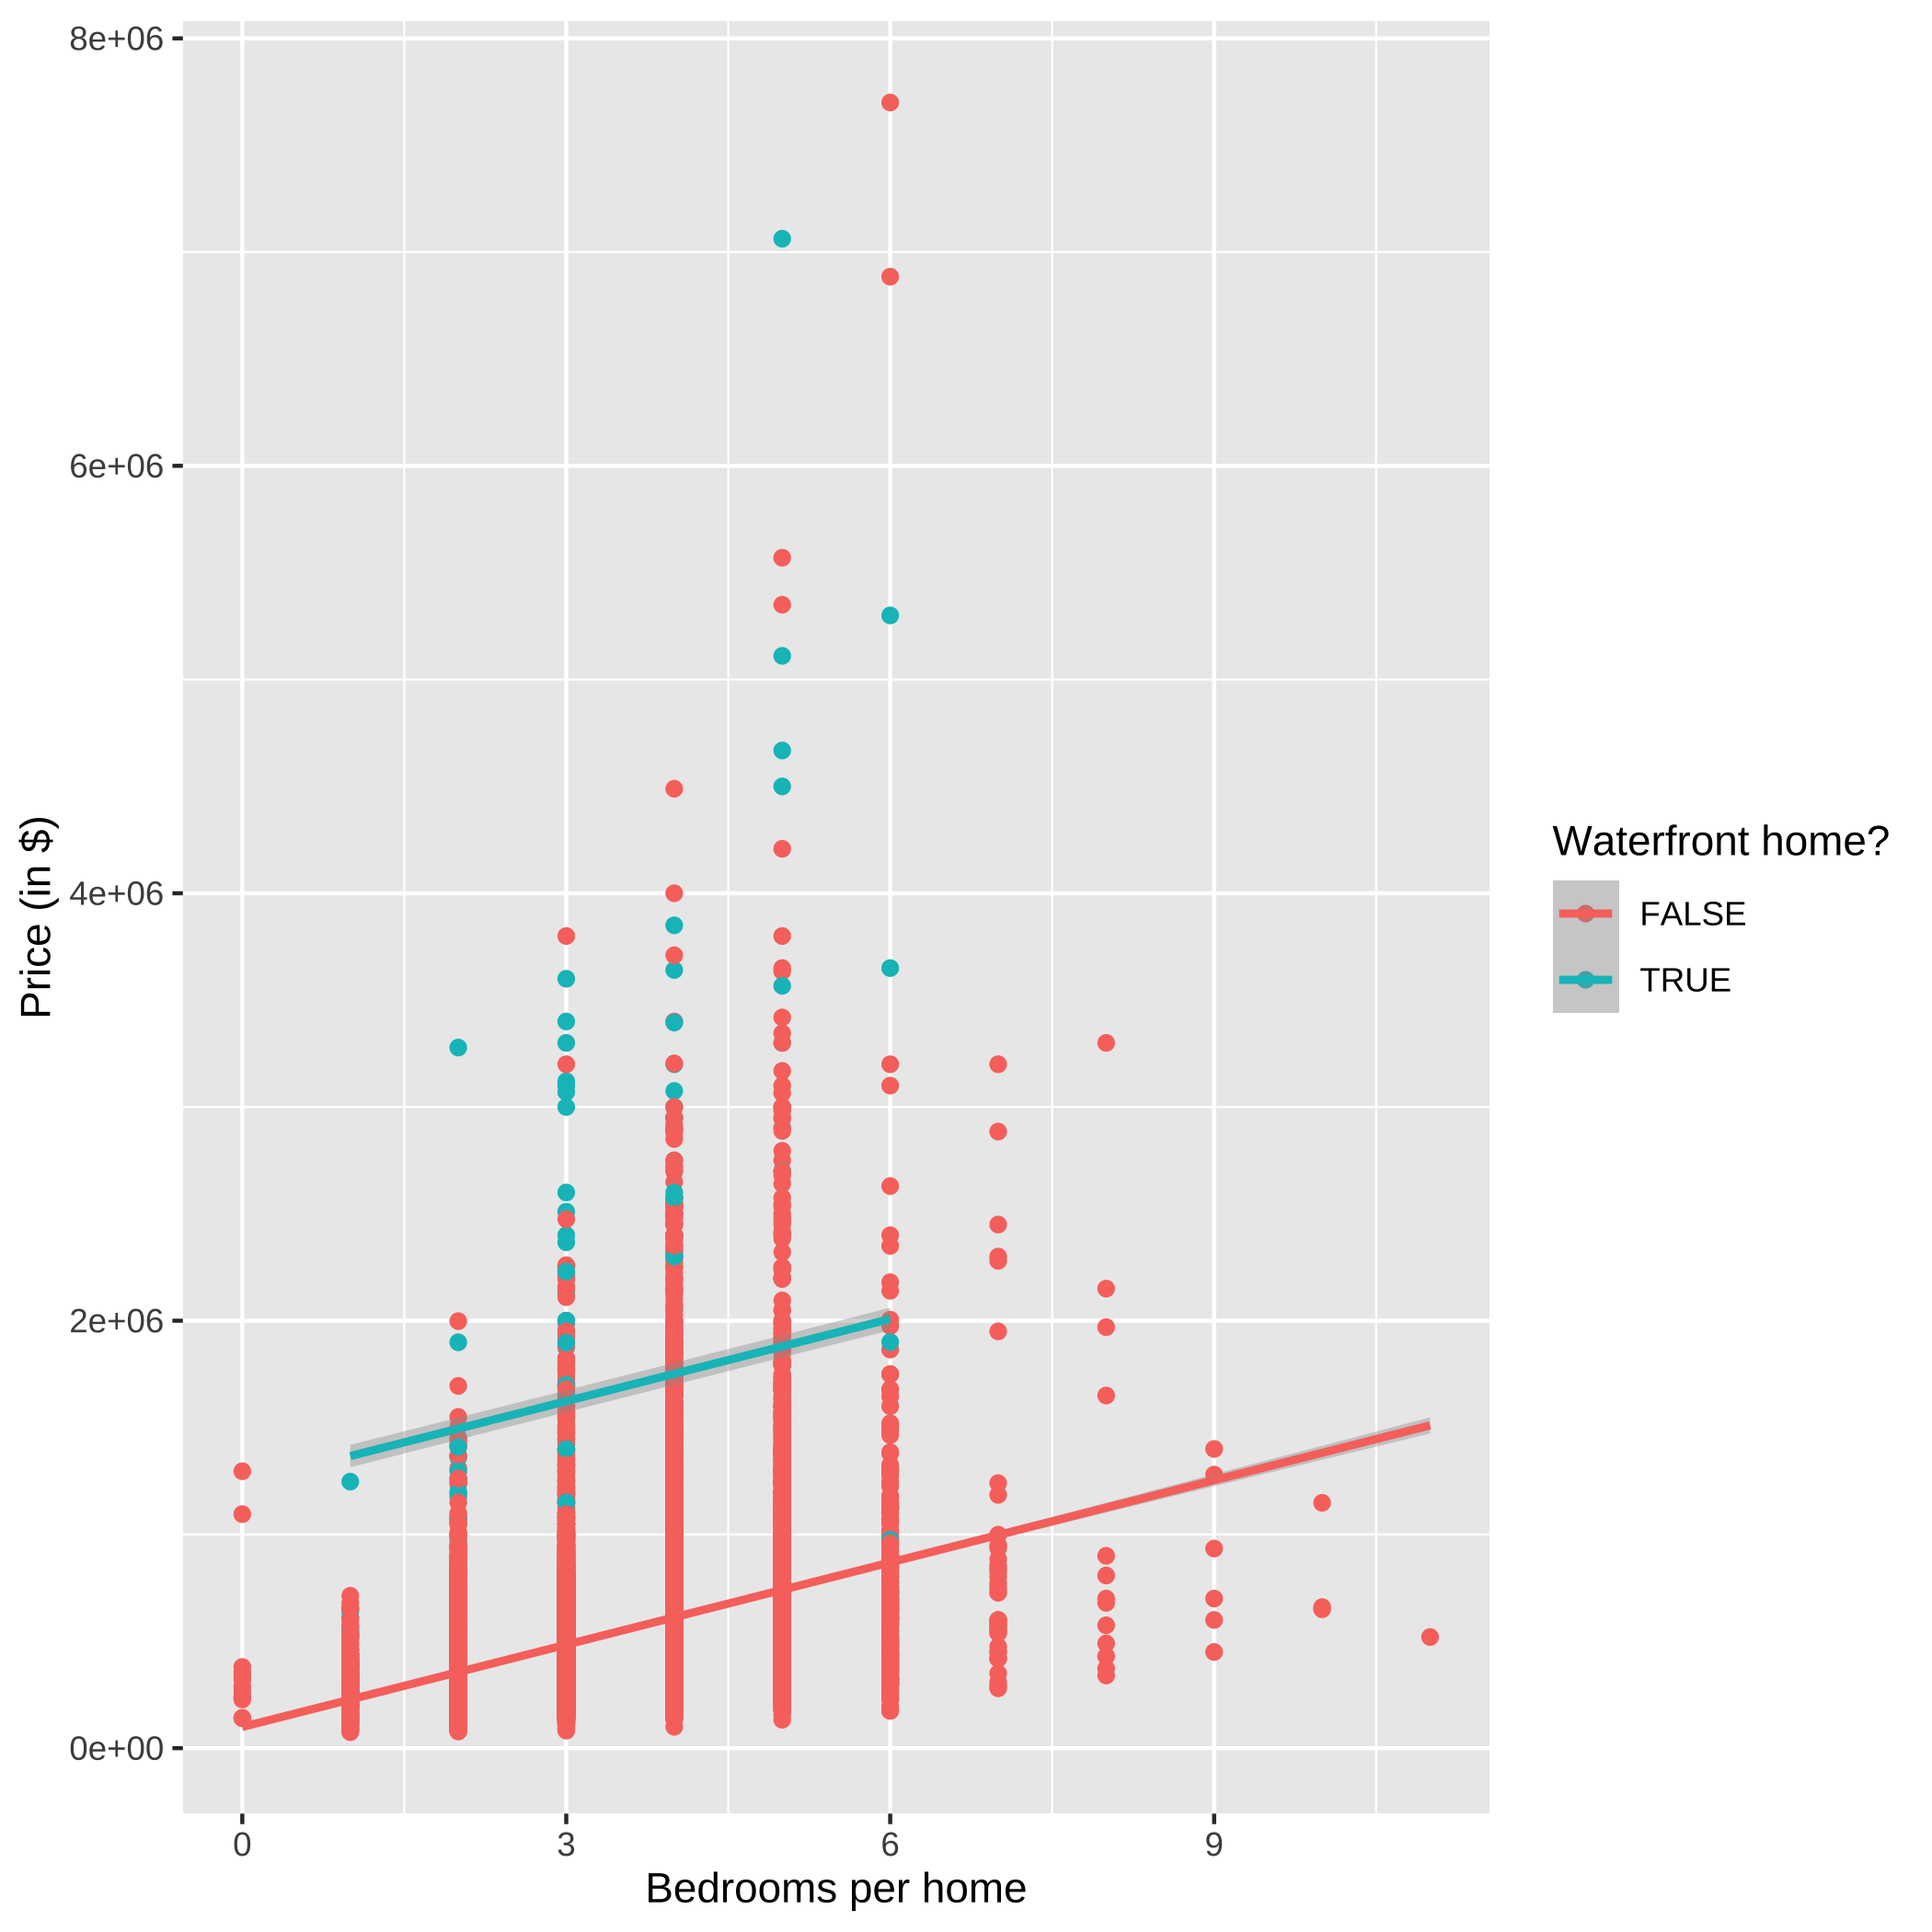 8e+06
6e+06
4e+06
2e+06
0e+00
Price (in $)
0 3 6 9
Bedrooms per home
Waterfront home?
FALSE
TRUE